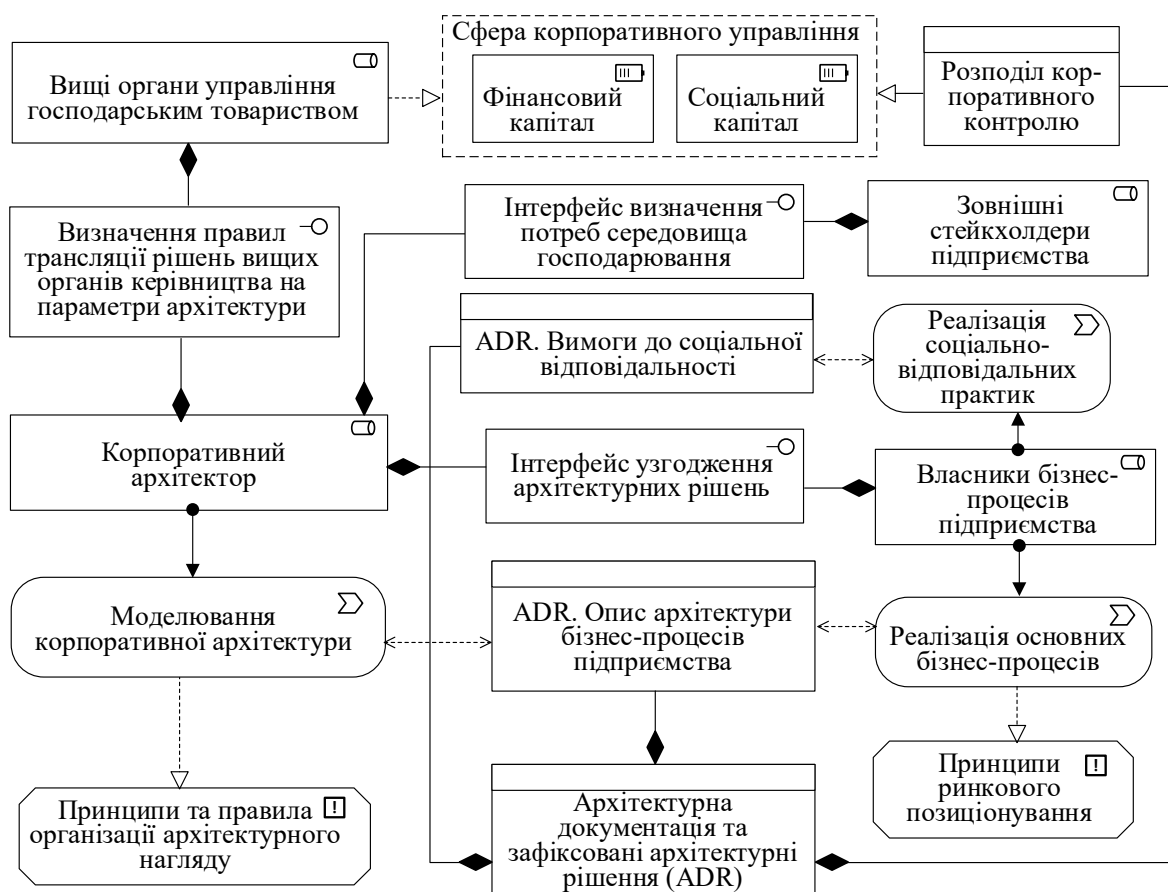 Сфера корпоративного управління
Вищі органи управління
господарським товариством
Фінансовий
капітал
Соціальний
капітал
Розподіл кор-
поративного
контролю
Визначення правил
трансляції рішень вищих
органів керівництва на
параметри архітектури
Інтерфейс визначення
потреб середовища
господарювання
Зовнішні
стейкхолдери
підприємства
ADR. Вимоги до соціальної
відповідальності
Реалізація
соціально-
відповідальних
практик
Корпоративний
архітектор
Інтерфейс узгодження
архітектурних рішень
Власники бізнес-
процесів
підприємства
Моделювання
корпоративної архітектури
ADR. Опис архітектури
бізнес-процесів
підприємства
Реалізація основних
бізнес-процесів
Принципи та правила
організації архітектурного
нагляду
Архітектурна
документація та
зафіксовані архітектурні
рішення (ADR)
Принципи
ринкового
позиціонування